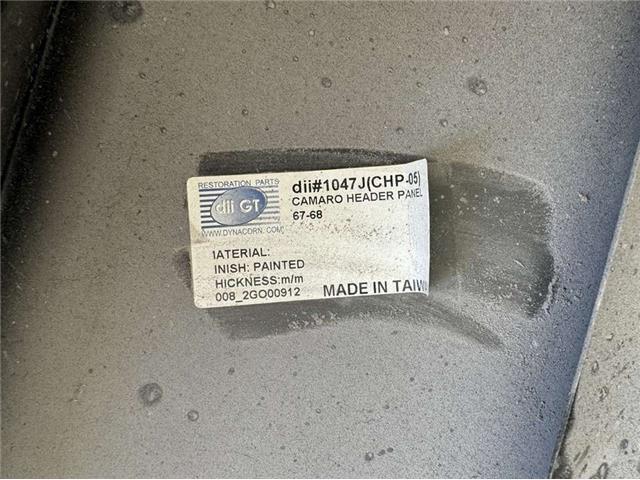 RESTORATION PARTS
dii GT
WWW.DYNACORN.COM
dii#1047J(CHP-05)
CAMARO HEADER PANEL
67-68
IATERIAL:
INISH: PAINTED
HICKNESS:m/m
008_2GO00912
MADE IN TAIW